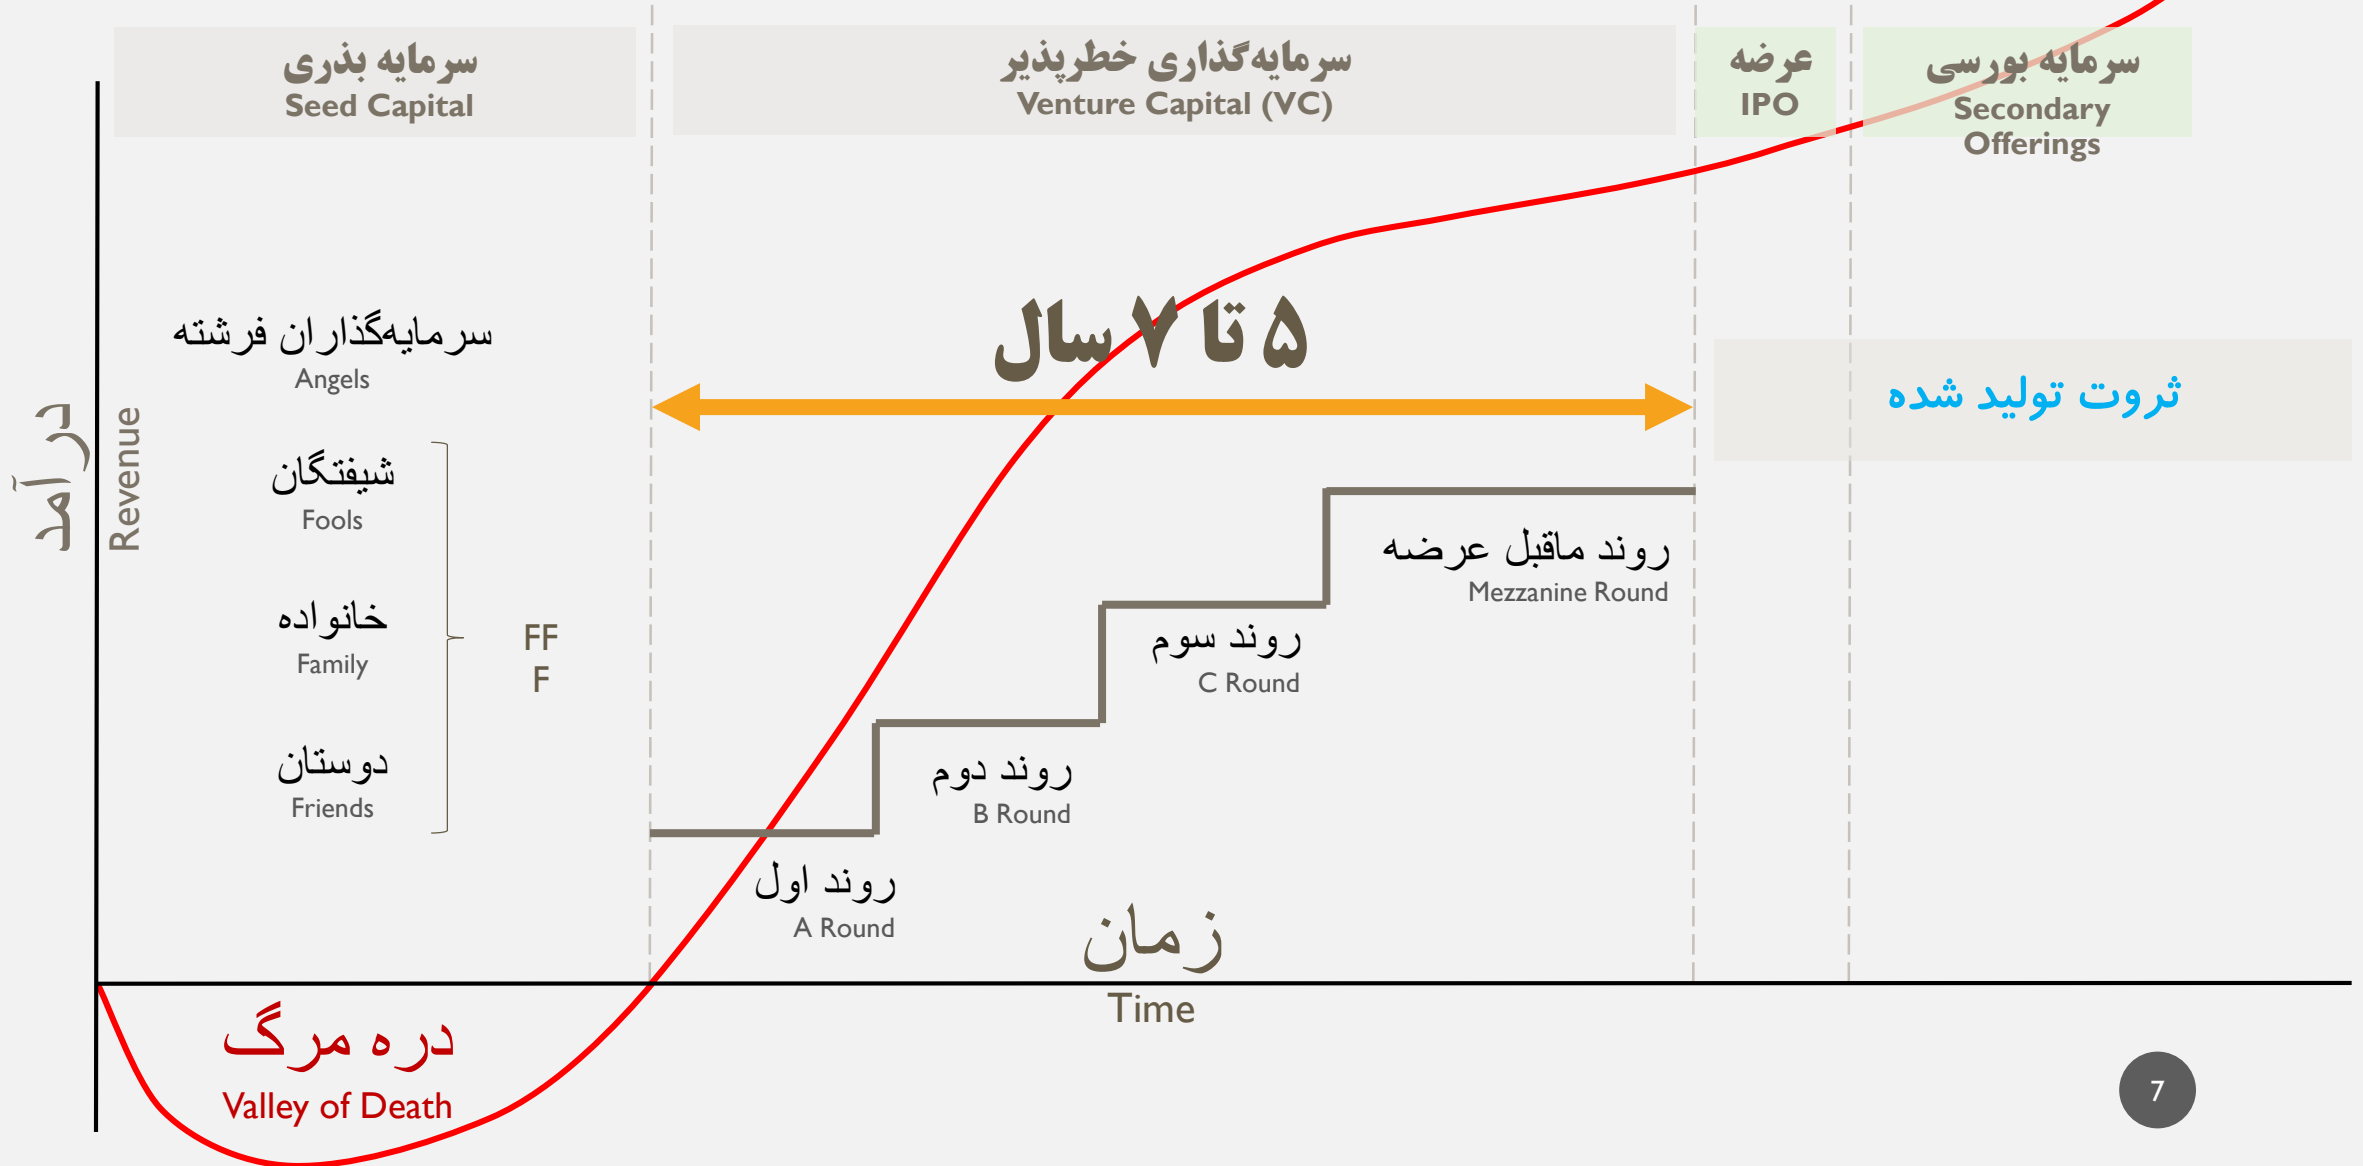 سرمایه بذری
Seed Capital
سرمایه‌گذاری خطرپذیر
Venture Capital (VC)
عرضه
IPO
سرمایه بورسی
Secondary
Offerings
درآمد
Revenue
سرمایه‌گذاران فرشته
Angels
شیفتگان
Fools
خانواده
Family
دوستان
Friends
FF
F
۵ تا ۷ سال
ثروت تولید شده
روند ماقبل عرضه
Mezzanine Round
روند سوم
C Round
روند دوم
B Round
روند اول
A Round
زمان
Time
دره مرگ
Valley of Death
7